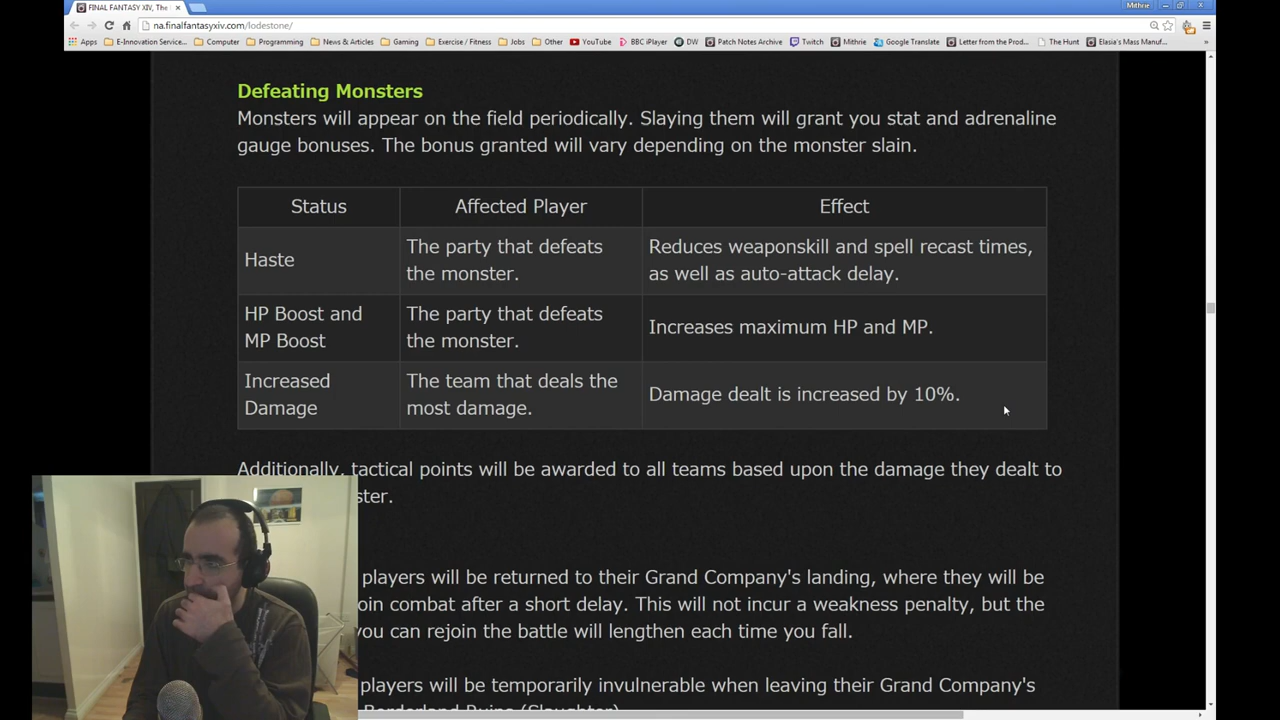 FINAL FANTASY XIV, The
Mithrie
na.finalfantasyxiv.com/lodestone/
Apps E-Innovation Service... Computer Programming News & Articles Gaming Exercise / Fitness Jobs Other YouTube BBC iPlayer DW Patch Notes Archive Twitch Mithrie Google Translate Letter from the Prod... The Hunt Elasia's Mass Manuf...
Defeating Monsters
Monsters will appear on the field periodically. Slaying them will grant you stat and adrenaline
gauge bonuses. The bonus granted will vary depending on the monster slain.
Status Affected Player Effect
Haste
The party that defeats
the monster.
Reduces weaponskill and spell recast times,
as well as auto-attack delay.
HP Boost and
MP Boost
The party that defeats
the monster.
Increases maximum HP and MP.
Increased
Damage
The team that deals the
most damage.
Damage dealt is increased by 10%.
Additionally, tactical points will be awarded to all teams based upon the damage they dealt to
ster.
players will be returned to their Grand Company's landing, where they will be
oin combat after a short delay. This will not incur a weakness penalty, but the
you can rejoin the battle will lengthen each time you fall.
players will be temporarily invulnerable when leaving their Grand Company's
Borderland Ruins (Slaughter)